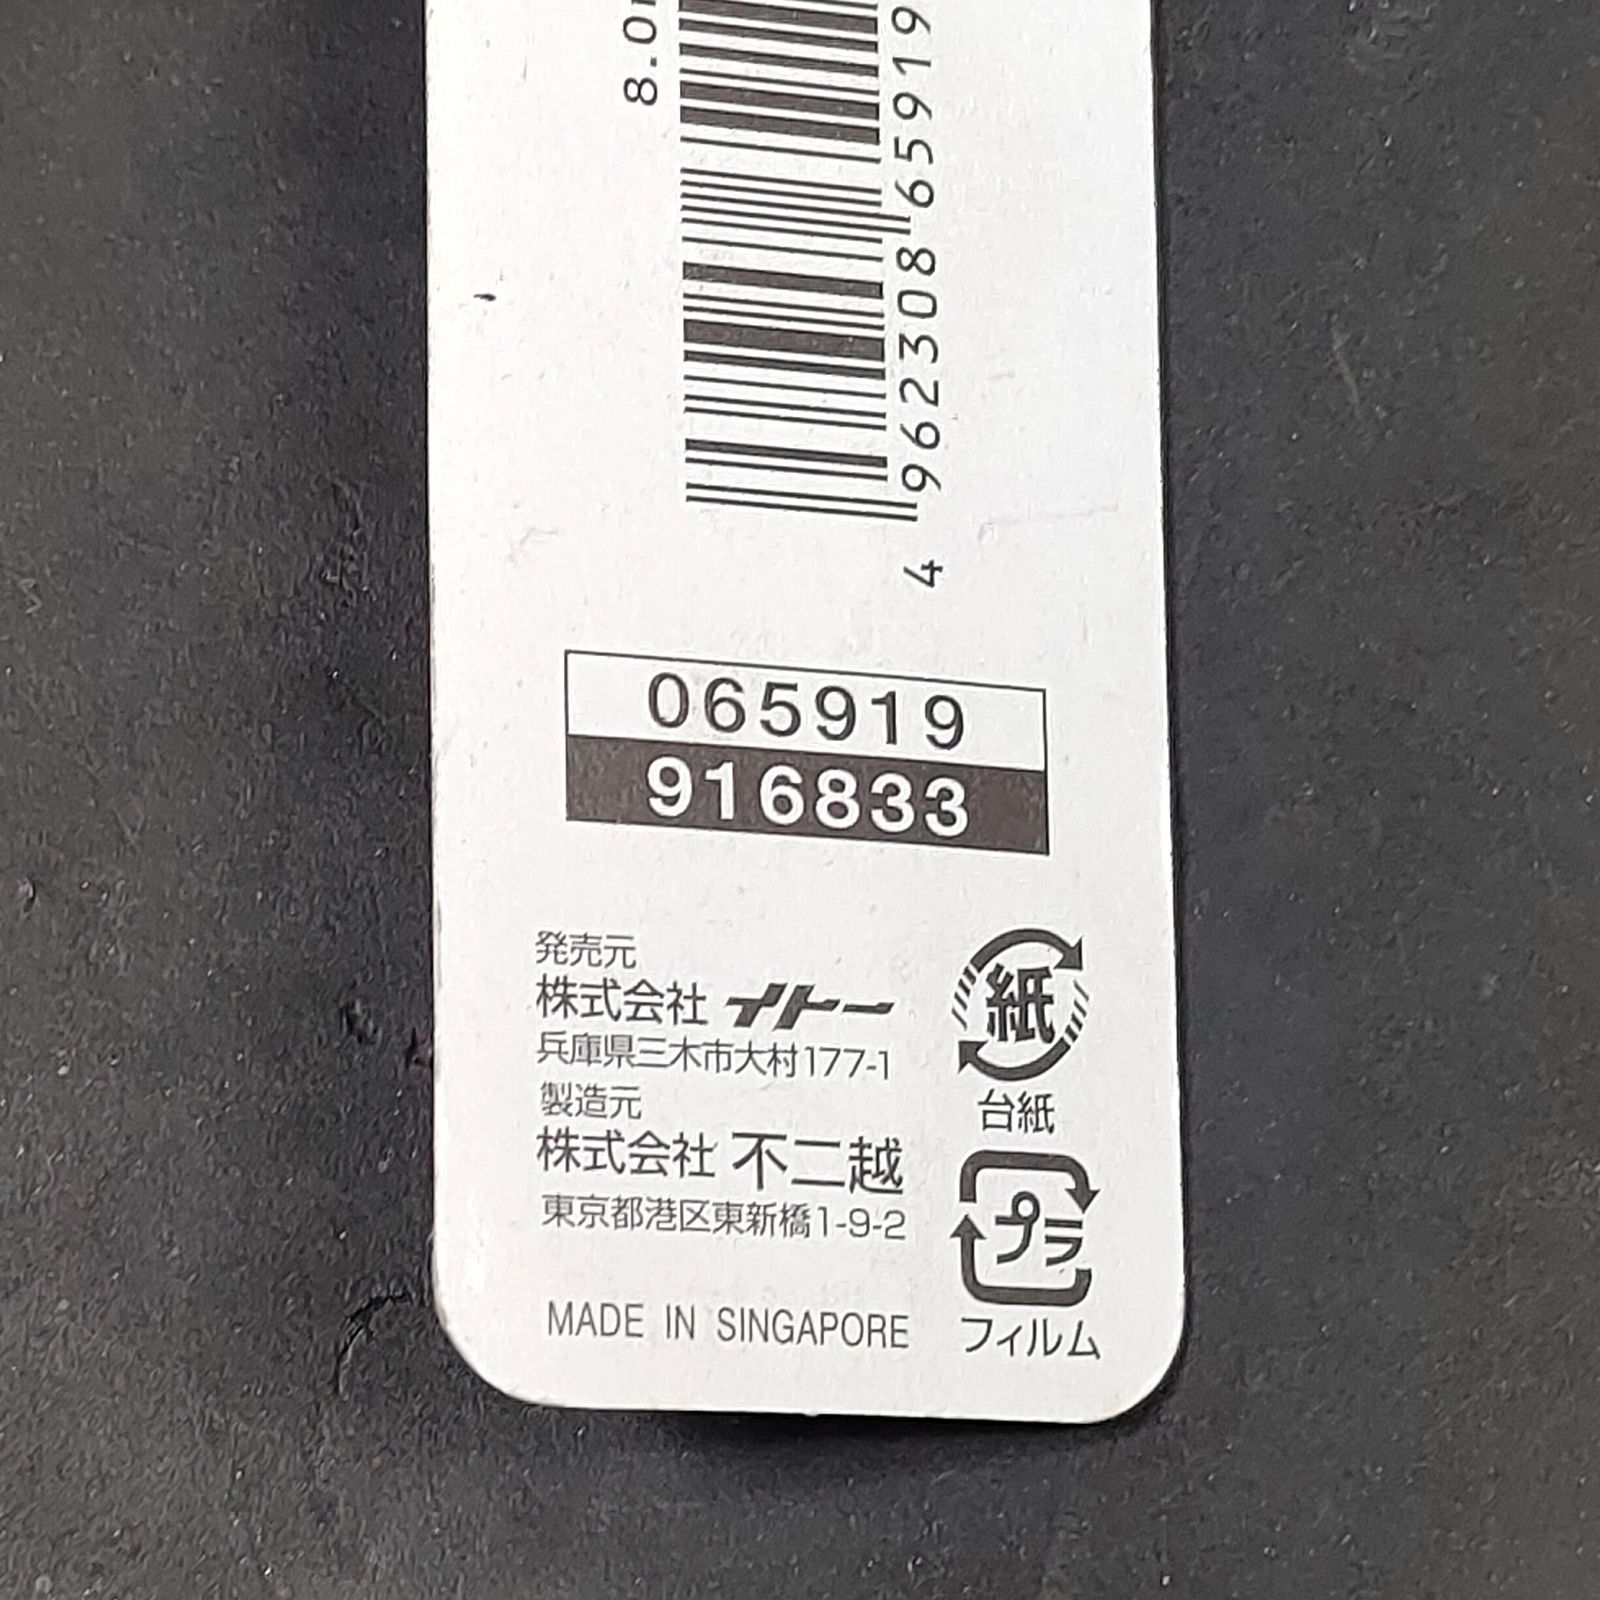 8.0
4 962308 65919
065919
916833
発売元
株式会社 イトー
兵庫県三木市大村177-1
製造元
株式会社 不二越
東京都港区東新橋1-9-2
MADE IN SINGAPORE
紙
台紙
プラ
フィルム